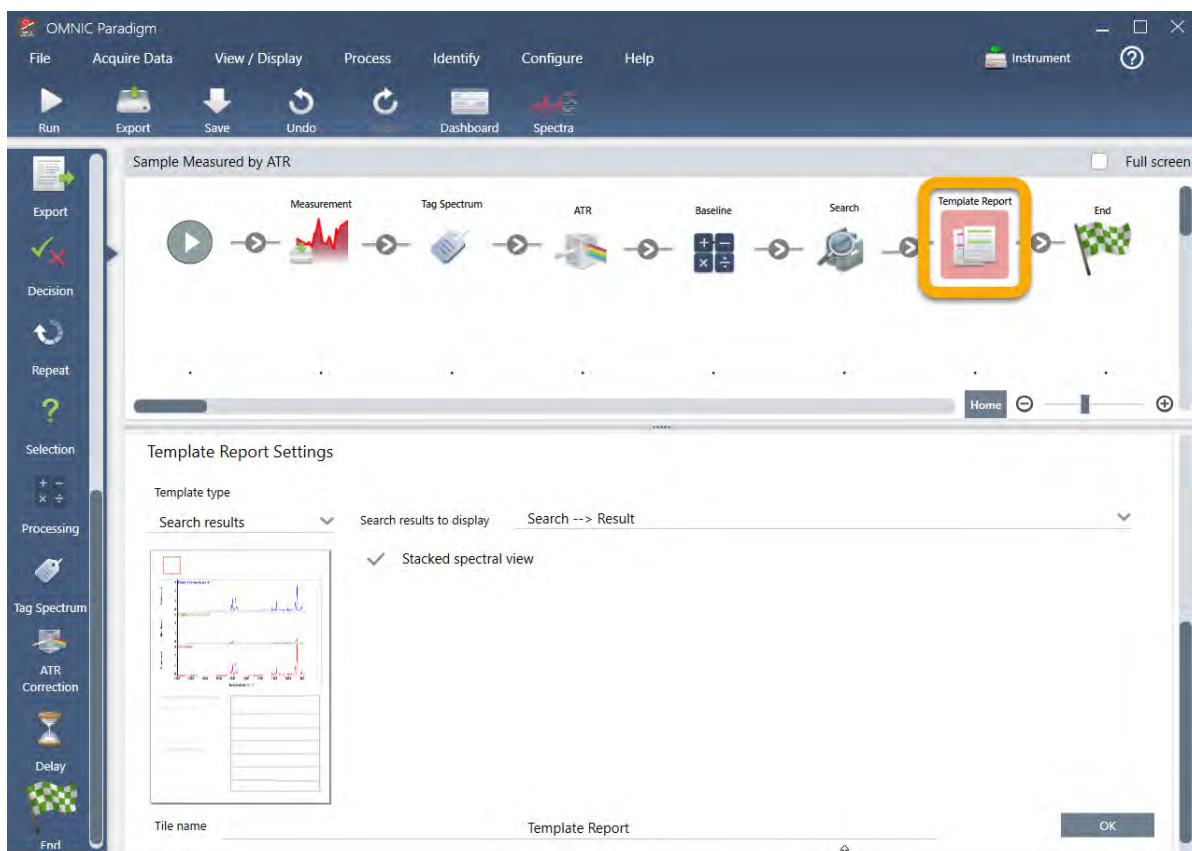 OMNIC Paradigm
File Acquire Data View / Display Process Identify Configure Help Instrument
Run Export Save Undo Dashboard Spectra
Sample Measured by ATR Full screen
Export
Decision
Repeat
Selection
Processing
Tag Spectrum
ATR
Correction
Delay
End
Measurement Tag Spectrum ATR Baseline Search Template Report End
Home
Template Report Settings
Template type
Search results Search results to display Search --> Result
Stacked spectral view
Tile name Template Report OK